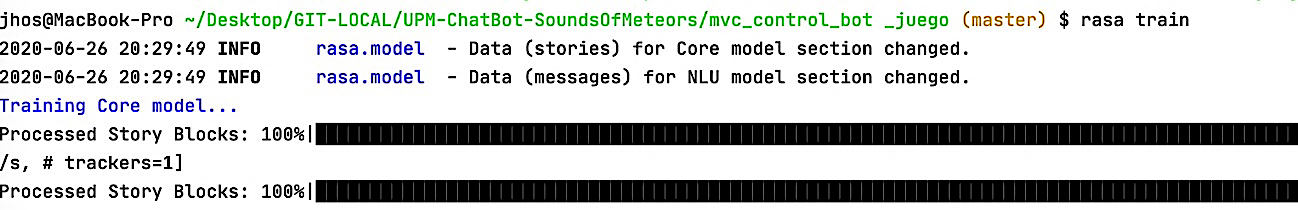 jhos@MacBook-Pro ~/Desktop/GIT-LOCAL/UPM-ChatBot-SoundsOfMeteors/mvc_control_bot _juego (master) $ rasa train
2020-06-26 20:29:49 INFO     rasa.model  - Data (stories) for Core model section changed.
2020-06-26 20:29:49 INFO     rasa.model  - Data (messages) for NLU model section changed.
Training Core model...
Processed Story Blocks: 100%|
/s, # trackers=1]
Processed Story Blocks: 100%|